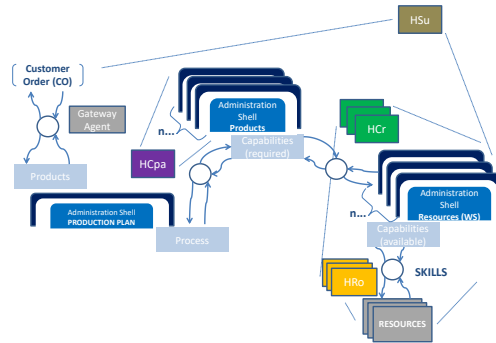 HSu
Customer
Order (CO)
Gateway
Agent
n...
Administration
Shell
Products
HCr
HCpa
Capabilities
(required)
Products
Administration
Shell
Resources (WS)
n...
Administration Shell
PRODUCTION PLAN
Process
Capabilities
(available)
HRo
SKILLS
RESOURCES